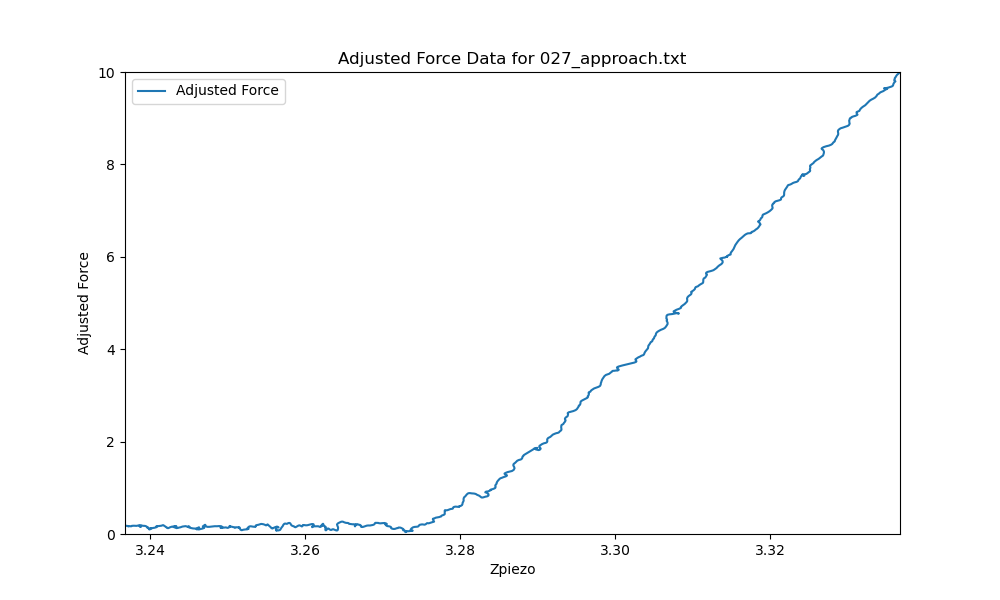 Adjusted Force Data for 027_approach.txt
Adjusted Force
10
8
6
4
2
0
Adjusted Force
3.24
3.26
3.28
3.30
3.32
Zpiezo